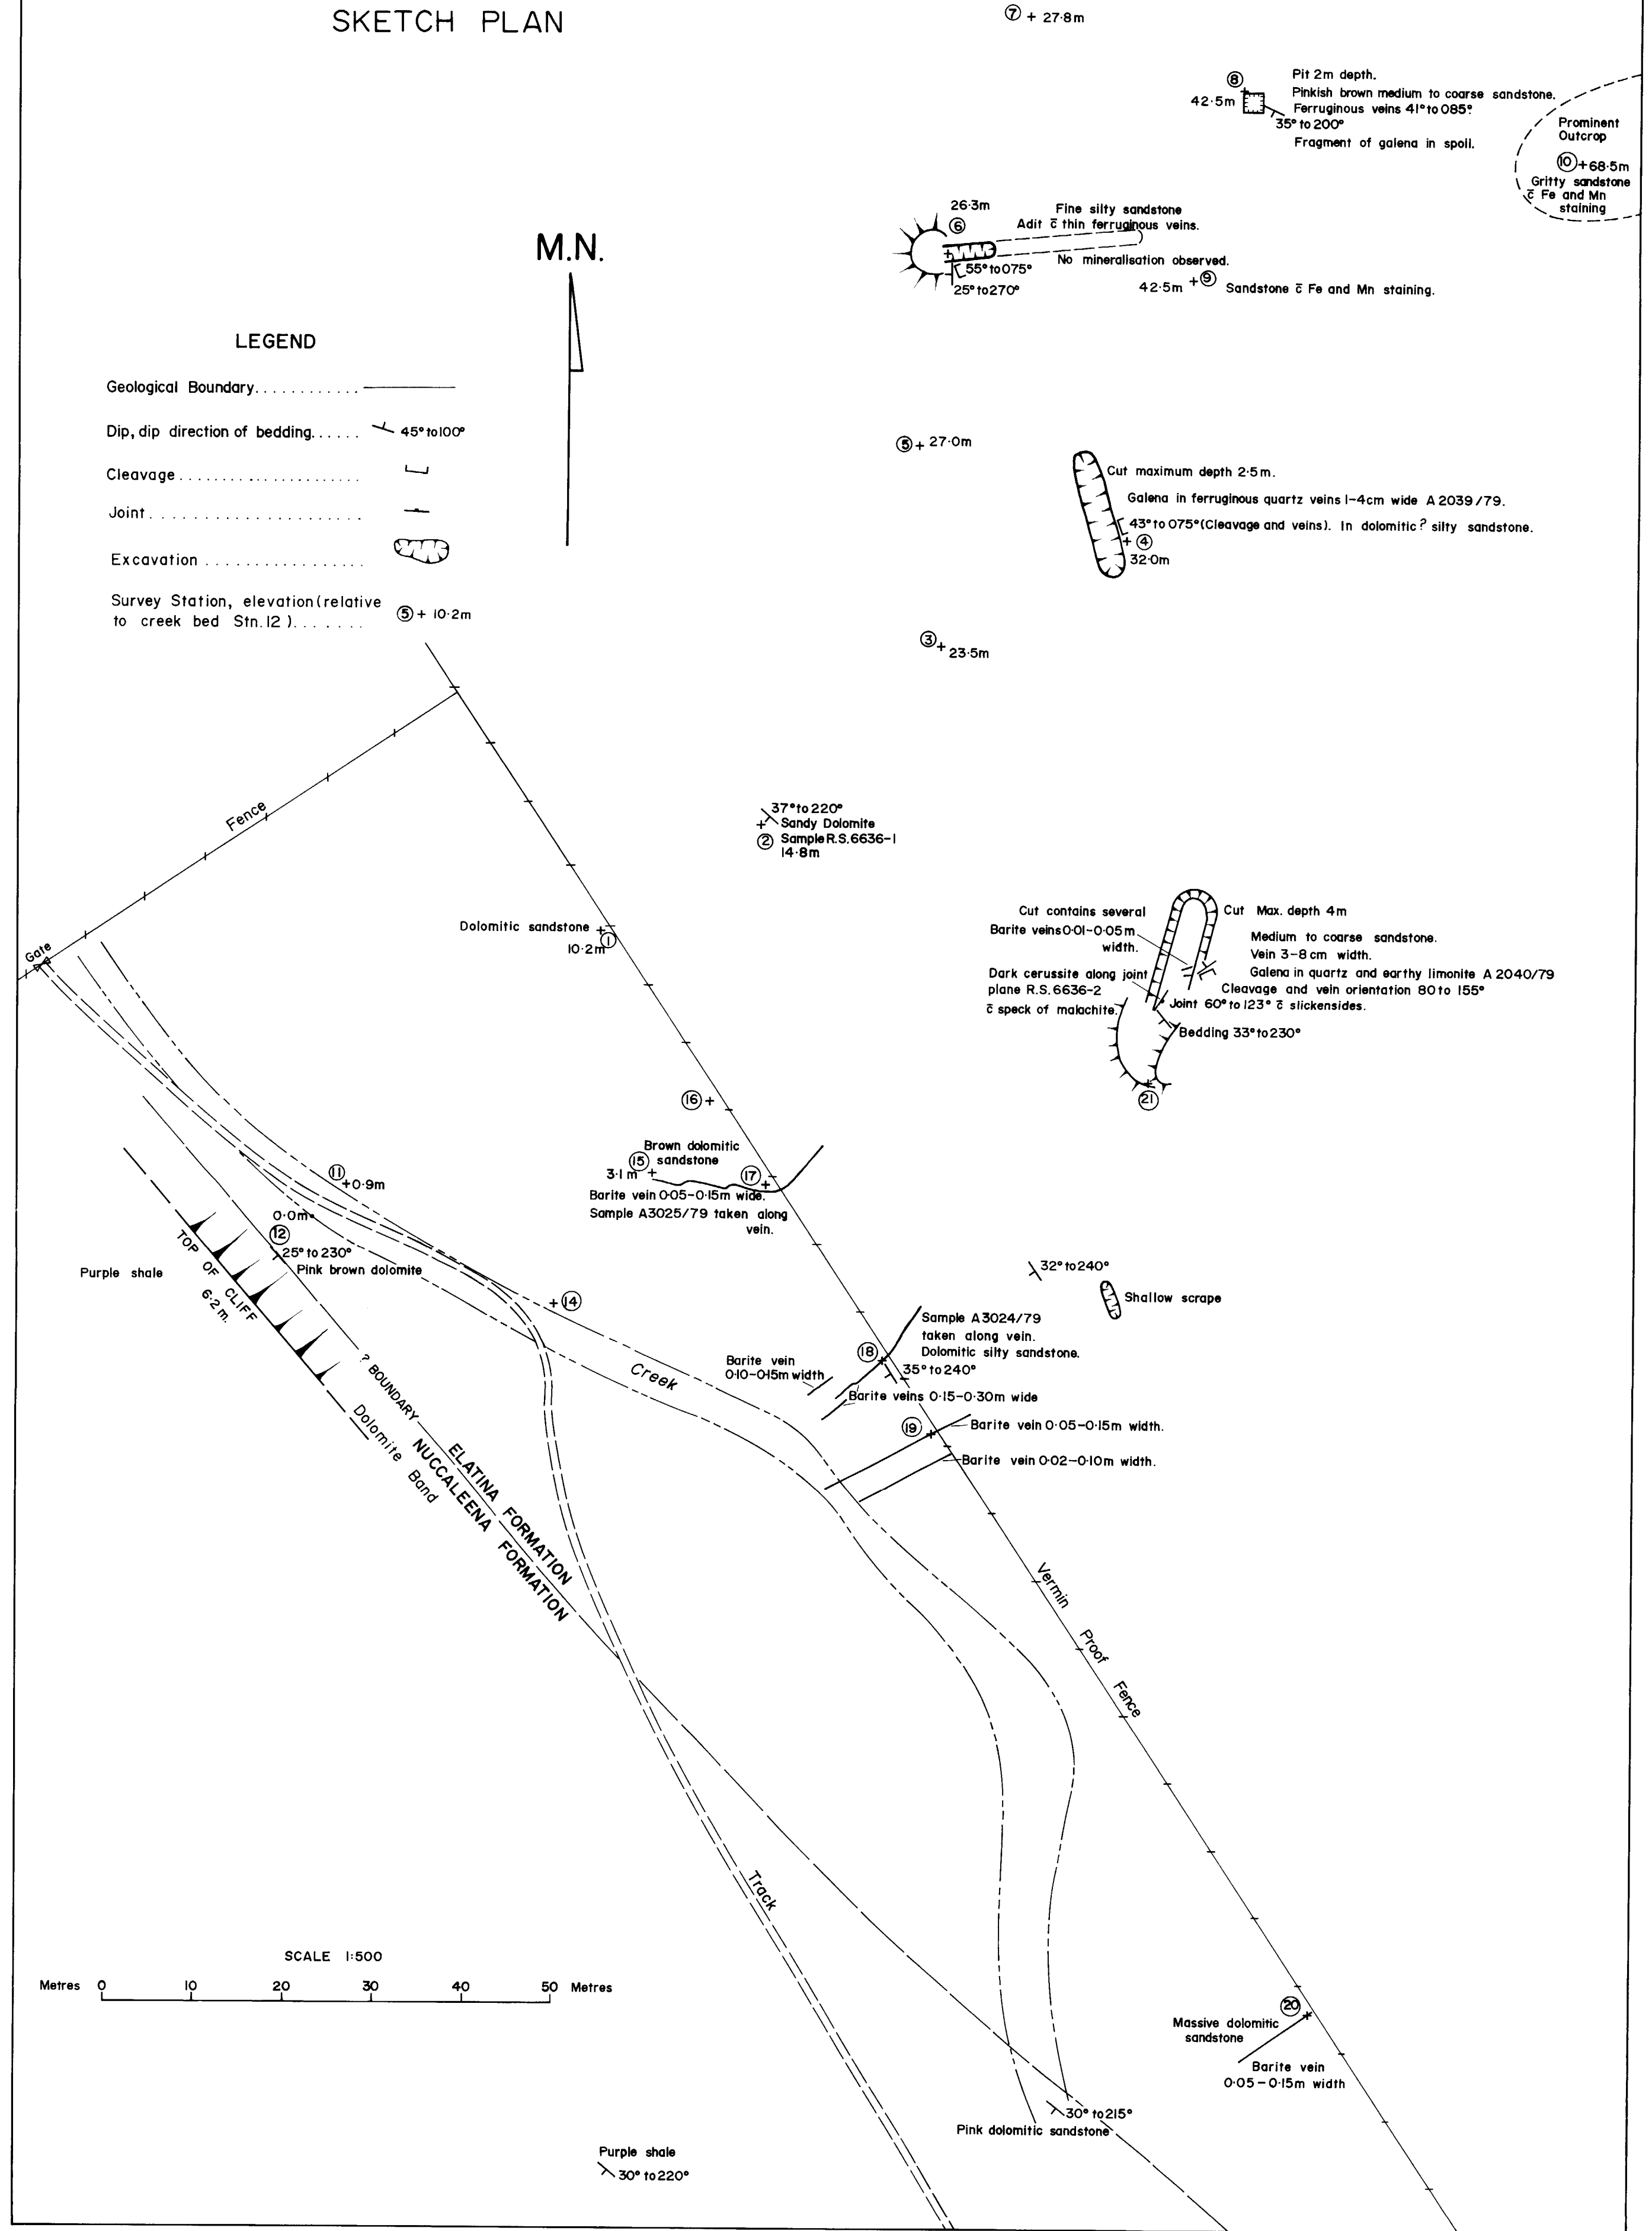 SKETCH PLAN
⑦ + 27·8m
⑧
42·5m
Pit 2m depth.
Pinkish brown medium to coarse sandstone.
Ferruginous veins 41° to 085°.
35° to 200°
Fragment of galena in spoil.
Prominent
Outcrop
⑩ +68·5m
Gritty sandstone
c̄ Fe and Mn
staining
26·3m
⑥
Fine silty sandstone
Adit c̄ thin ferruginous veins.
No mineralisation observed.
55° to 075°
25° to 270°
42·5m +⑨ Sandstone c̄ Fe and Mn staining.
M.N.
LEGEND
Geological Boundary
Dip, dip direction of bedding 45° to 100°
Cleavage
Joint
Excavation
Survey Station, elevation (relative
to creek bed Stn. 12) ⑤ + 10·2m
⑤ + 27·0m
Cut maximum depth 2·5m.
Galena in ferruginous quartz veins 1-4cm wide A 2039/79.
43° to 075° (Cleavage and veins). In dolomitic ? silty sandstone.
+ ④
32·0m
③ + 23·5m
Fence
Gate
37° to 220°
+ Sandy Dolomite
② Sample R.S. 6636-1
14·8m
Dolomitic sandstone +
①
10·2m
Cut contains several
Barite veins 0·01-0·05m
width.
Cut Max. depth 4m
Medium to coarse sandstone.
Vein 3-8cm width.
Galena in quartz and earthy limonite A 2040/79
Cleavage and vein orientation 80 to 155°
Dark cerussite along joint
plane R.S. 6636-2
c̄ speck of malachite.
Joint 60° to 123° c̄ slickensides.
Bedding 33° to 230°
㉑
⑯ +
Brown dolomitic
sandstone
⑮
3·1m +
⑰ +
Barite vein 0·05-0·15m wide.
Sample A3025/79 taken along
vein.
⑪
+0·9m
0·0m
⑫
25° to 230°
Pink brown dolomite
Purple shale
TOP OF CLIFF
6·2m.
+⑭
32° to 240°
Shallow scrape
Sample A3024/79
taken along vein.
Dolomitic silty sandstone.
⑱
35° to 240°
Barite vein
0·10-0·15m width
Barite veins 0·15-0·30m wide
Creek
⑲
Barite vein 0·05-0·15m width.
Barite vein 0·02-0·10m width.
? BOUNDARY
Dolomite Band
ELATINA FORMATION
NUCCALEENA FORMATION
Vermin Proof Fence
Track
SCALE 1:500
Metres 0 10 20 30 40 50 Metres
⑳
Massive dolomitic
sandstone
Barite vein
0·05-0·15m width
30° to 215°
Pink dolomitic sandstone
Purple shale
30° to 220°